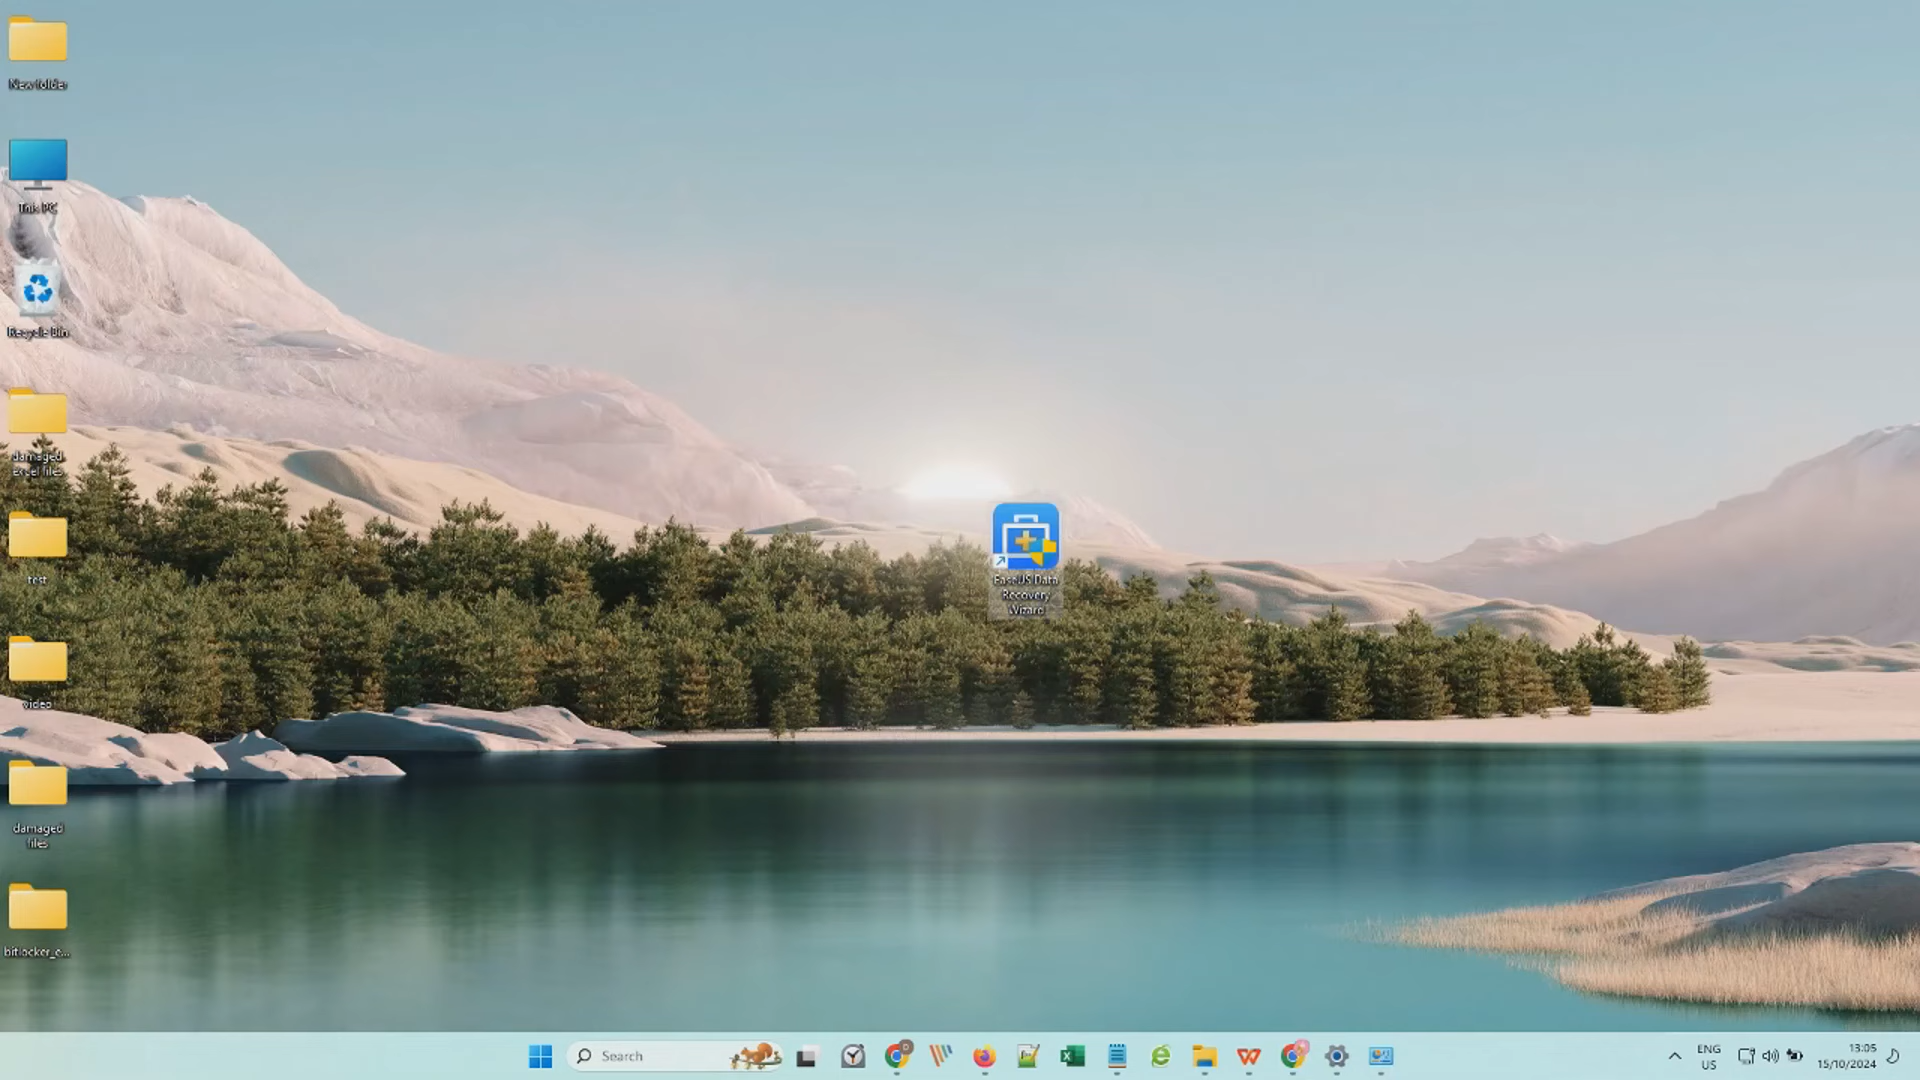 New folder
This PC
Recycle Bin
damaged
excel files
test
video
damaged
files
bitlocker_e...
EaseUS Data
Recovery
Wizard
Search
ENG
US
13:05
15/10/2024